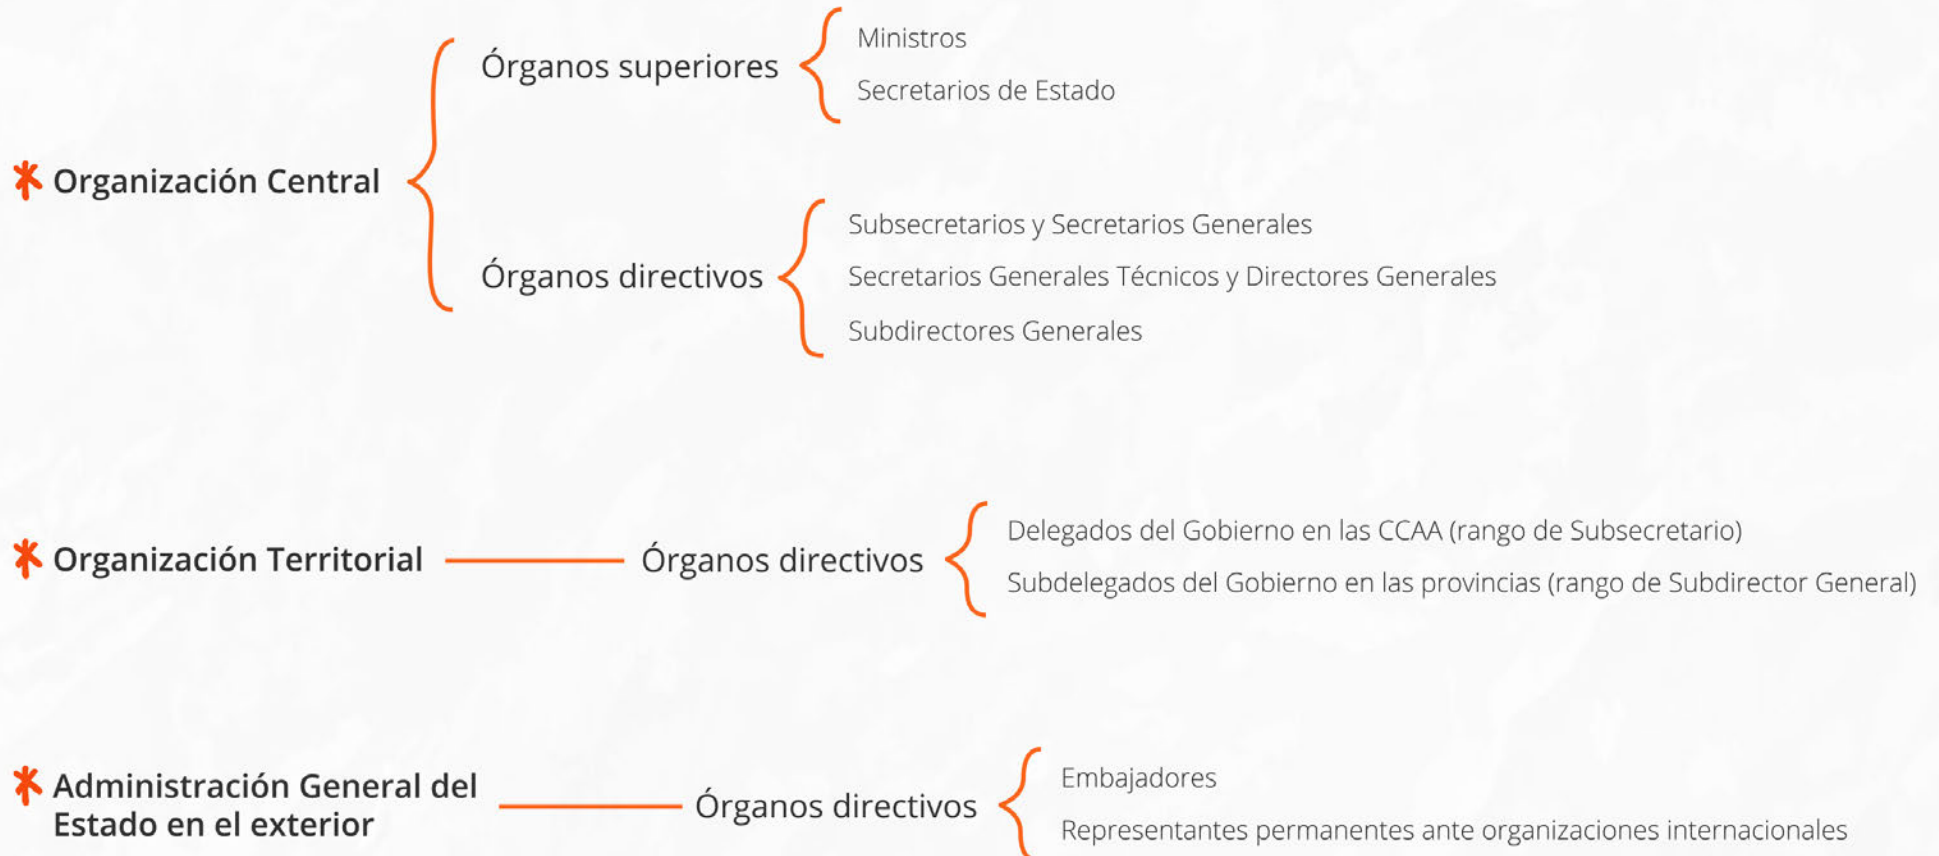 Ministros
Órganos superiores
Secretarios de Estado
Organización Central
Subsecretarios y Secretarios Generales
Órganos directivos
Secretarios Generales Técnicos y Directores Generales
Subdirectores Generales
Organización Territorial
Órganos directivos
Delegados del Gobierno en las CCAA (rango de Subsecretario)
Subdelegados del Gobierno en las provincias (rango de Subdirector General)
Administración General del
Estado en el exterior
Órganos directivos
Embajadores
Representantes permanentes ante organizaciones internacionales